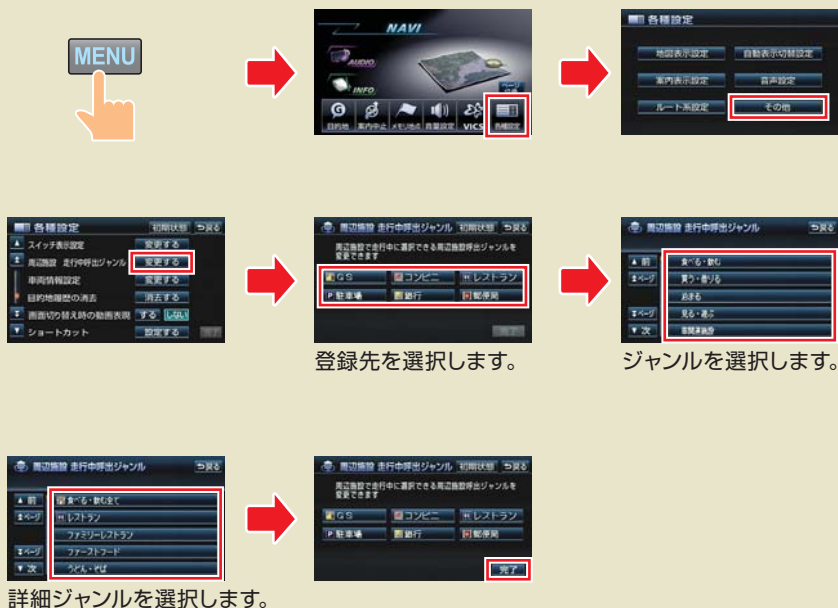 MENU
NAVI
AUDIO
INFO
目的地 案内中止 メモリ地点 音量設定 VICS 各種設定
各種設定
地図表示設定 自動表示切替設定
案内表示設定 音声設定
ルート系設定 その他
各種設定 初期状態 戻る
スイッチ表示設定 変更する
周辺施設 走行中呼出ジャンル 変更する
車両情報設定 変更する
目的地履歴の消去 消去する
画面切り替え時の動画表現 する しない
ショートカット 設定する 完了
周辺施設 走行中呼出ジャンル 初期状態 戻る
周辺施設で走行中に選択できる周辺施設呼出ジャンルを
変更できます
GS コンビニ レストラン
P 駐車場 銀行 郵便局
完了
登録先を選択します。
周辺施設 走行中呼出ジャンル 戻る
前 食べる・飲む
ページ 買う・借りる
泊まる
ページ 見る・遊ぶ
次 車関連施設
ジャンルを選択します。
周辺施設 走行中呼出ジャンル 戻る
前 食べる・飲む全て
ページ レストラン
ファミリーレストラン
ページ ファーストフード
次 うどん・そば
詳細ジャンルを選択します。
周辺施設 走行中呼出ジャンル 初期状態 戻る
周辺施設で走行中に選択できる周辺施設呼出ジャンルを
変更できます
GS コンビニ レストラン
P 駐車場 銀行 郵便局
完了